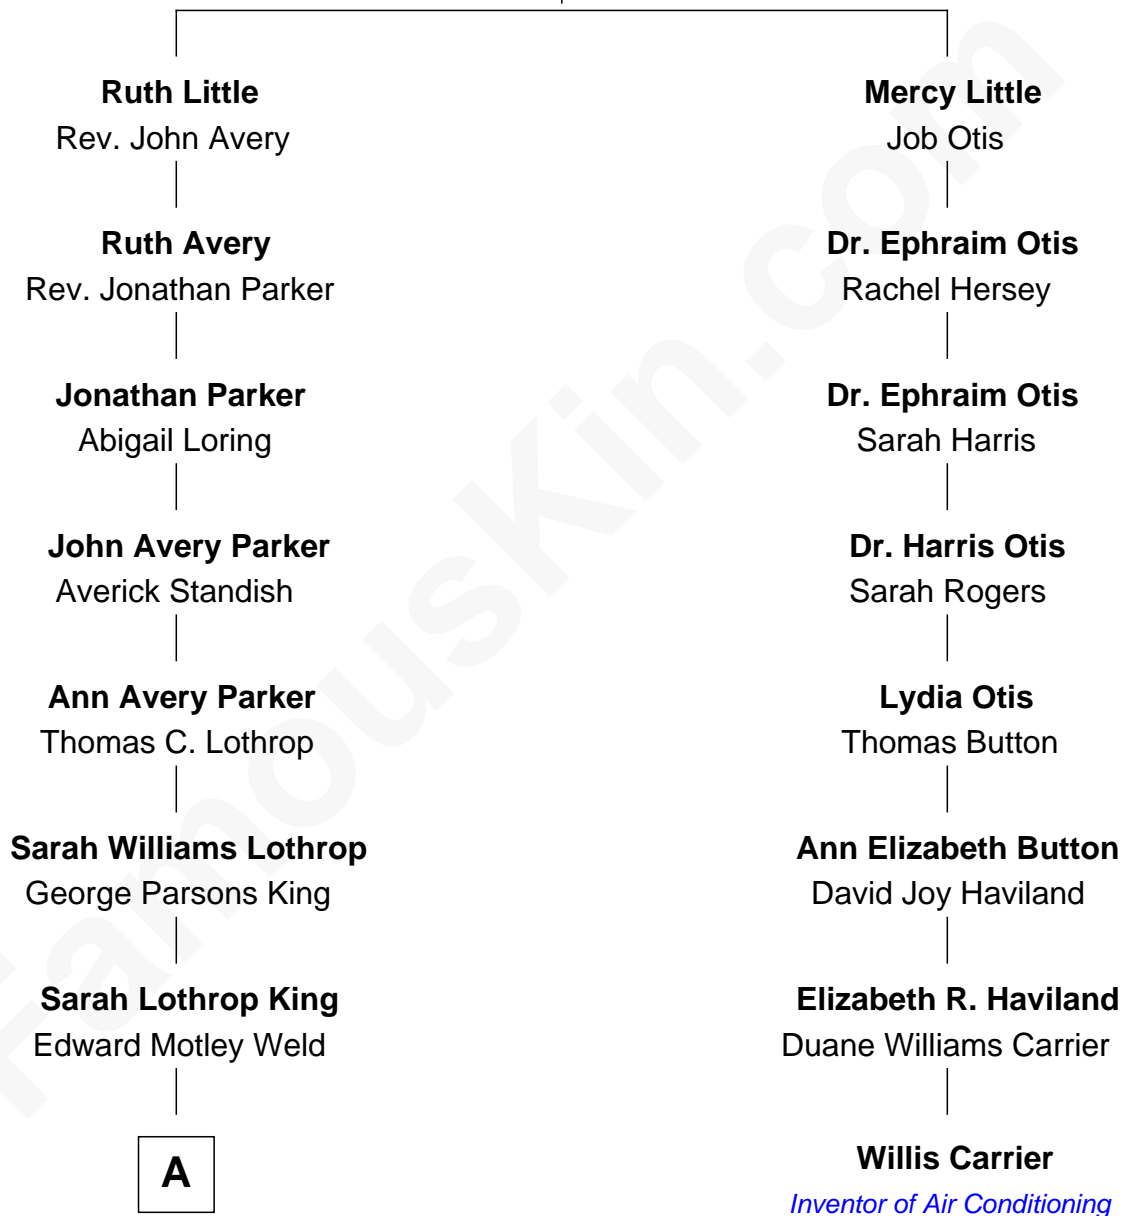 Ruth Little
Rev. John Avery
Mercy Little
Job Otis
Ruth Avery
Rev. Jonathan Parker
Dr. Ephraim Otis
Rachel Hersey
Jonathan Parker
Abigail Loring
Dr. Ephraim Otis
Sarah Harris
John Avery Parker
Averick Standish
Dr. Harris Otis
Sarah Rogers
Ann Avery Parker
Thomas C. Lothrop
Lydia Otis
Thomas Button
Sarah Williams Lothrop
George Parsons King
Ann Elizabeth Button
David Joy Haviland
Sarah Lothrop King
Edward Motley Weld
Elizabeth R. Haviland
Duane Williams Carrier
A
Willis Carrier
Inventor of Air Conditioning
FamousKin.com